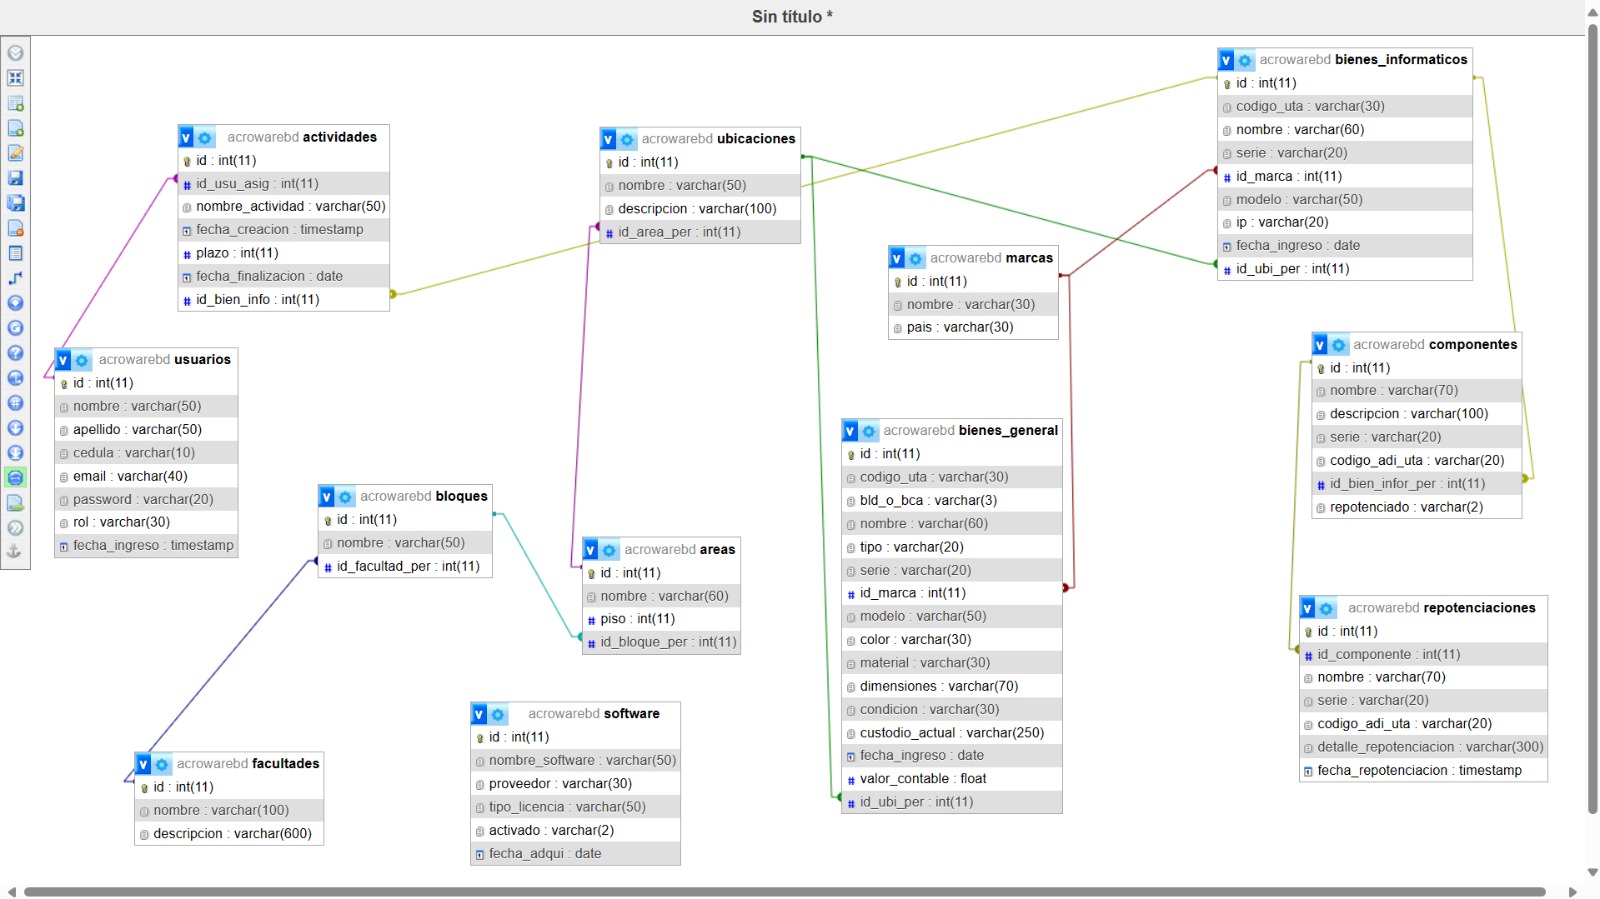 Sin título *
acrowarebd actividades
id : int(11)
id_usu_asig : int(11)
nombre_actividad : varchar(50)
fecha_creacion : timestamp
plazo : int(11)
fecha_finalizacion : date
id_bien_info : int(11)
acrowarebd ubicaciones
id : int(11)
nombre : varchar(50)
descripcion : varchar(100)
id_area_per : int(11)
acrowarebd bienes_informaticos
id : int(11)
codigo_uta : varchar(30)
nombre : varchar(60)
serie : varchar(20)
id_marca : int(11)
modelo : varchar(50)
ip : varchar(20)
fecha_ingreso : date
id_ubi_per : int(11)
acrowarebd marcas
id : int(11)
nombre : varchar(30)
pais : varchar(30)
acrowarebd usuarios
id : int(11)
nombre : varchar(50)
apellido : varchar(50)
cedula : varchar(10)
email : varchar(40)
password : varchar(20)
rol : varchar(30)
fecha_ingreso : timestamp
acrowarebd componentes
id : int(11)
nombre : varchar(70)
descripcion : varchar(100)
serie : varchar(20)
codigo_adi_uta : varchar(20)
id_bien_infor_per : int(11)
repotenciado : varchar(2)
acrowarebd bienes_general
id : int(11)
codigo_uta : varchar(30)
bld_o_bca : varchar(3)
nombre : varchar(60)
tipo : varchar(20)
serie : varchar(20)
id_marca : int(11)
modelo : varchar(50)
color : varchar(30)
material : varchar(30)
dimensiones : varchar(70)
condicion : varchar(30)
custodio_actual : varchar(250)
fecha_ingreso : date
valor_contable : float
id_ubi_per : int(11)
acrowarebd bloques
id : int(11)
nombre : varchar(50)
id_facultad_per : int(11)
acrowarebd areas
id : int(11)
nombre : varchar(60)
piso : int(11)
id_bloque_per : int(11)
acrowarebd repotenciaciones
id : int(11)
id_componente : int(11)
nombre : varchar(70)
serie : varchar(20)
codigo_adi_uta : varchar(20)
detalle_repotenciacion : varchar(300)
fecha_repotenciacion : timestamp
acrowarebd software
id : int(11)
nombre_software : varchar(50)
proveedor : varchar(30)
tipo_licencia : varchar(50)
activado : varchar(2)
fecha_adqui : date
acrowarebd facultades
id : int(11)
nombre : varchar(100)
descripcion : varchar(600)